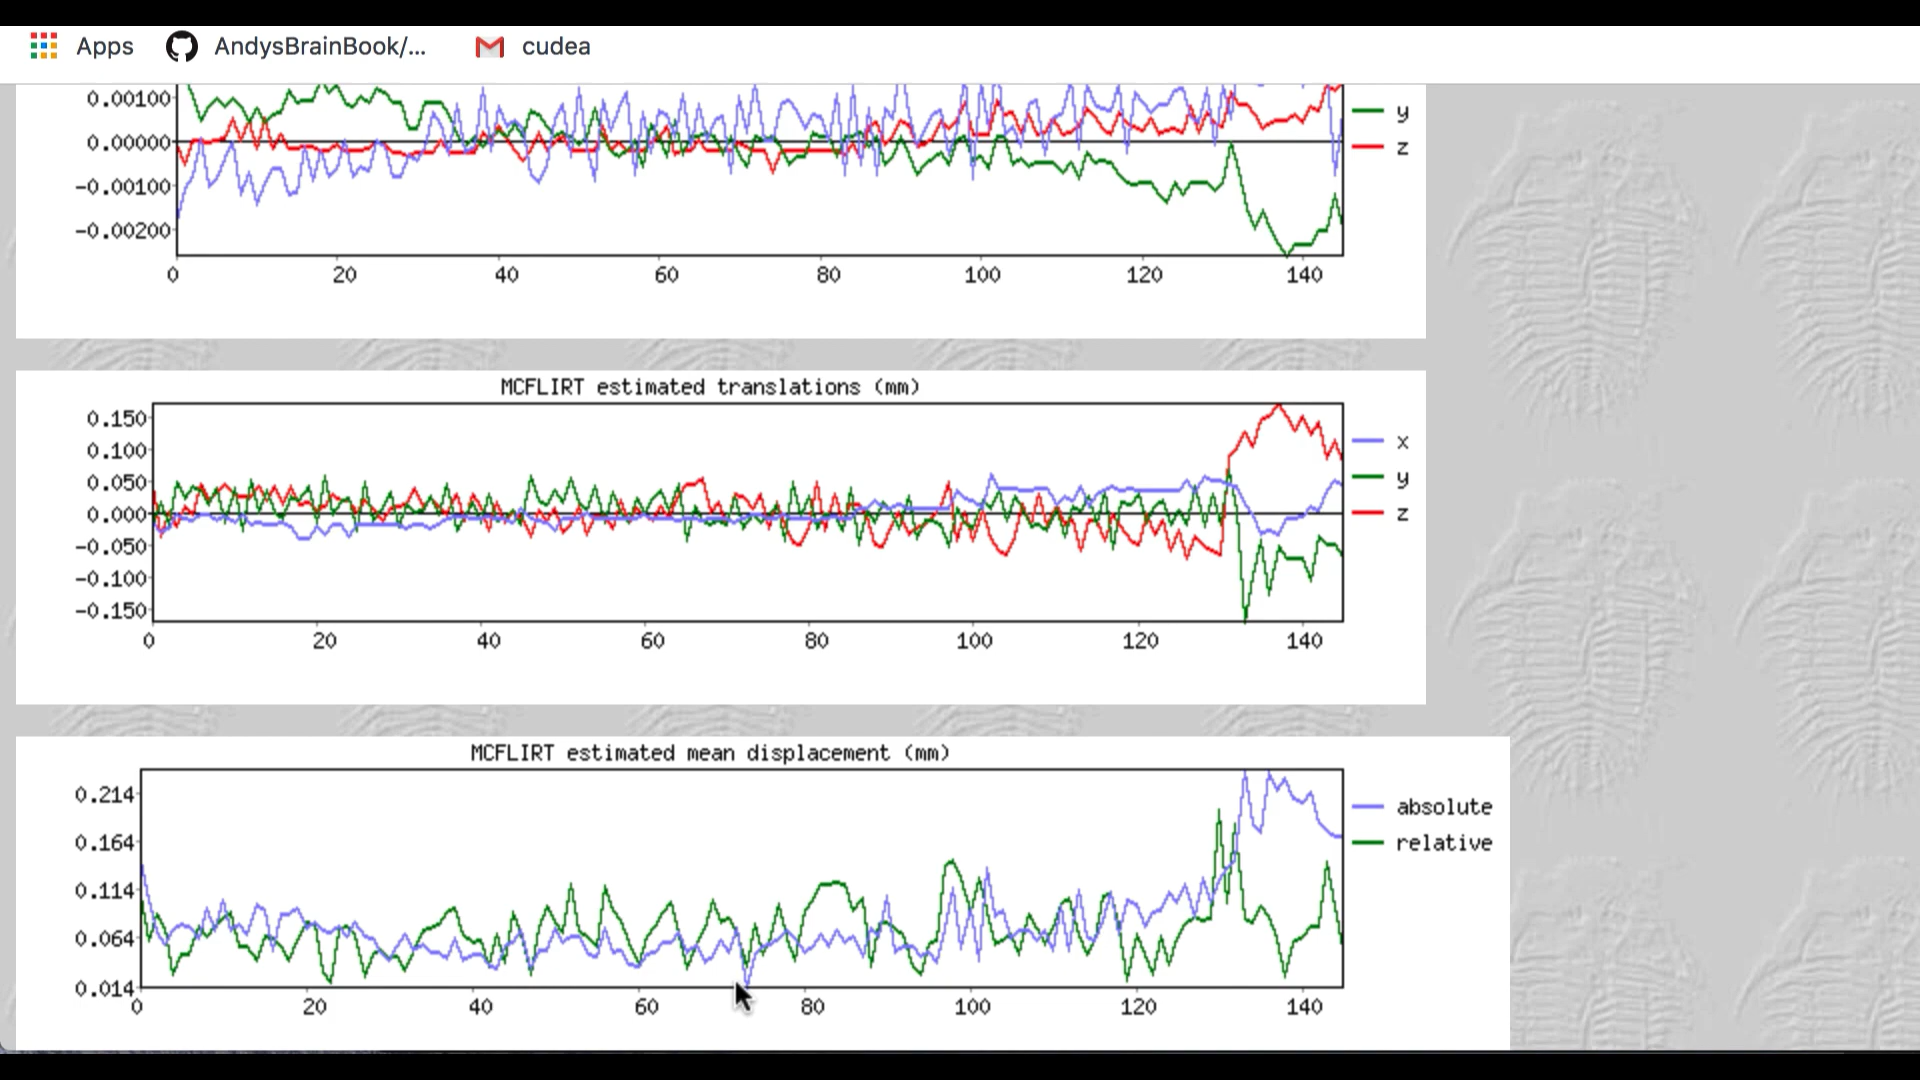 Apps AndysBrainBook/... cudea
0.00100
0.00000
-0.00100
-0.00200
0 20 40 60 80 100 120 140
y
z
MCFLIRT estimated translations (mm)
0.150
0.100
0.050
0.000
-0.050
-0.100
-0.150
0 20 40 60 80 100 120 140
x
y
z
MCFLIRT estimated mean displacement (mm)
0.214
0.164
0.114
0.064
0.014
0 20 40 60 80 100 120 140
absolute
relative